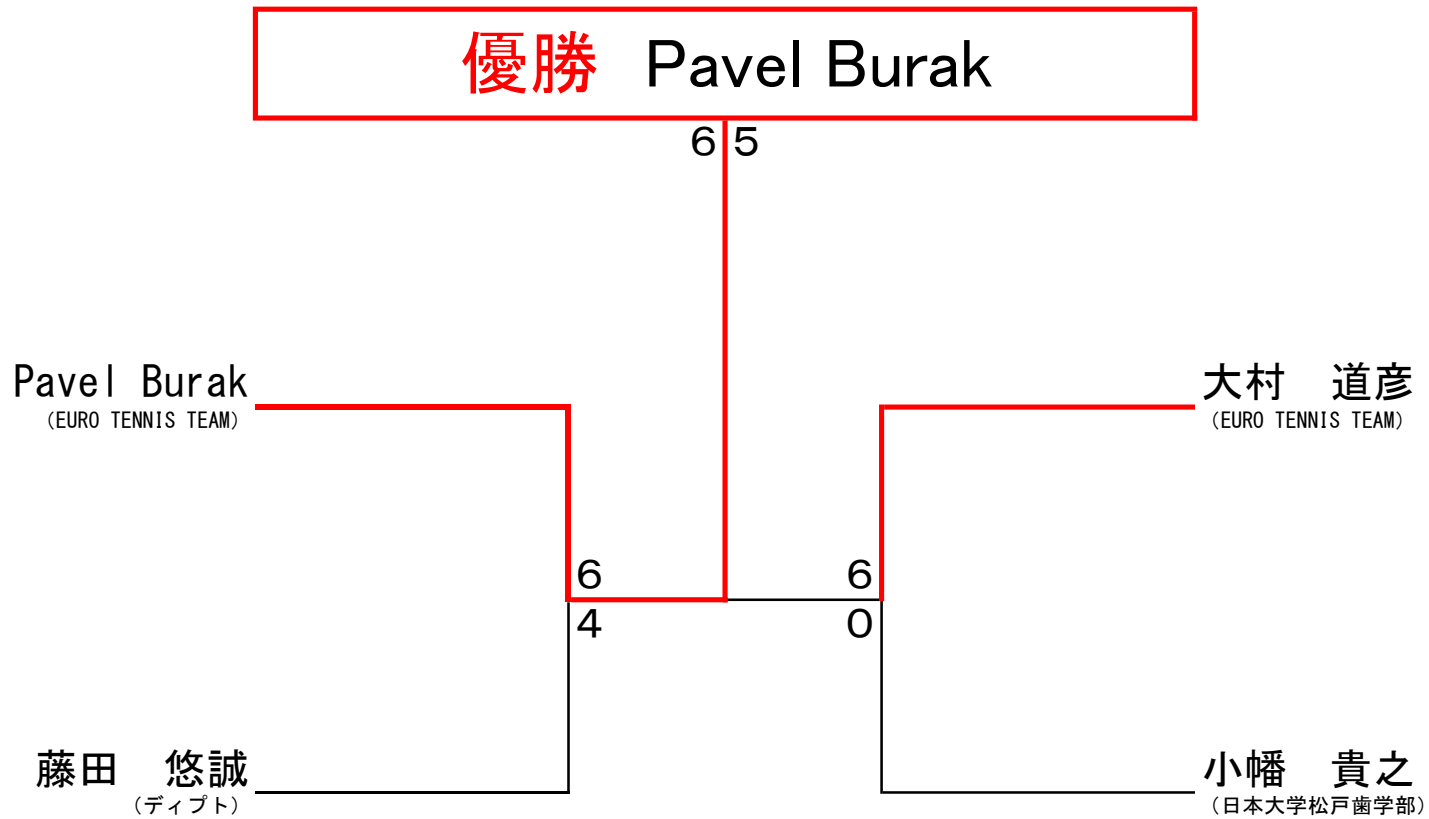 優勝　Pavel Burak
6 5
Pavel Burak
(EURO TENNIS TEAM)
大村　道彦
(EURO TENNIS TEAM)
6
4
6
0
藤田　悠誠
(ディプト)
小幡　貴之
(日本大学松戸歯学部)